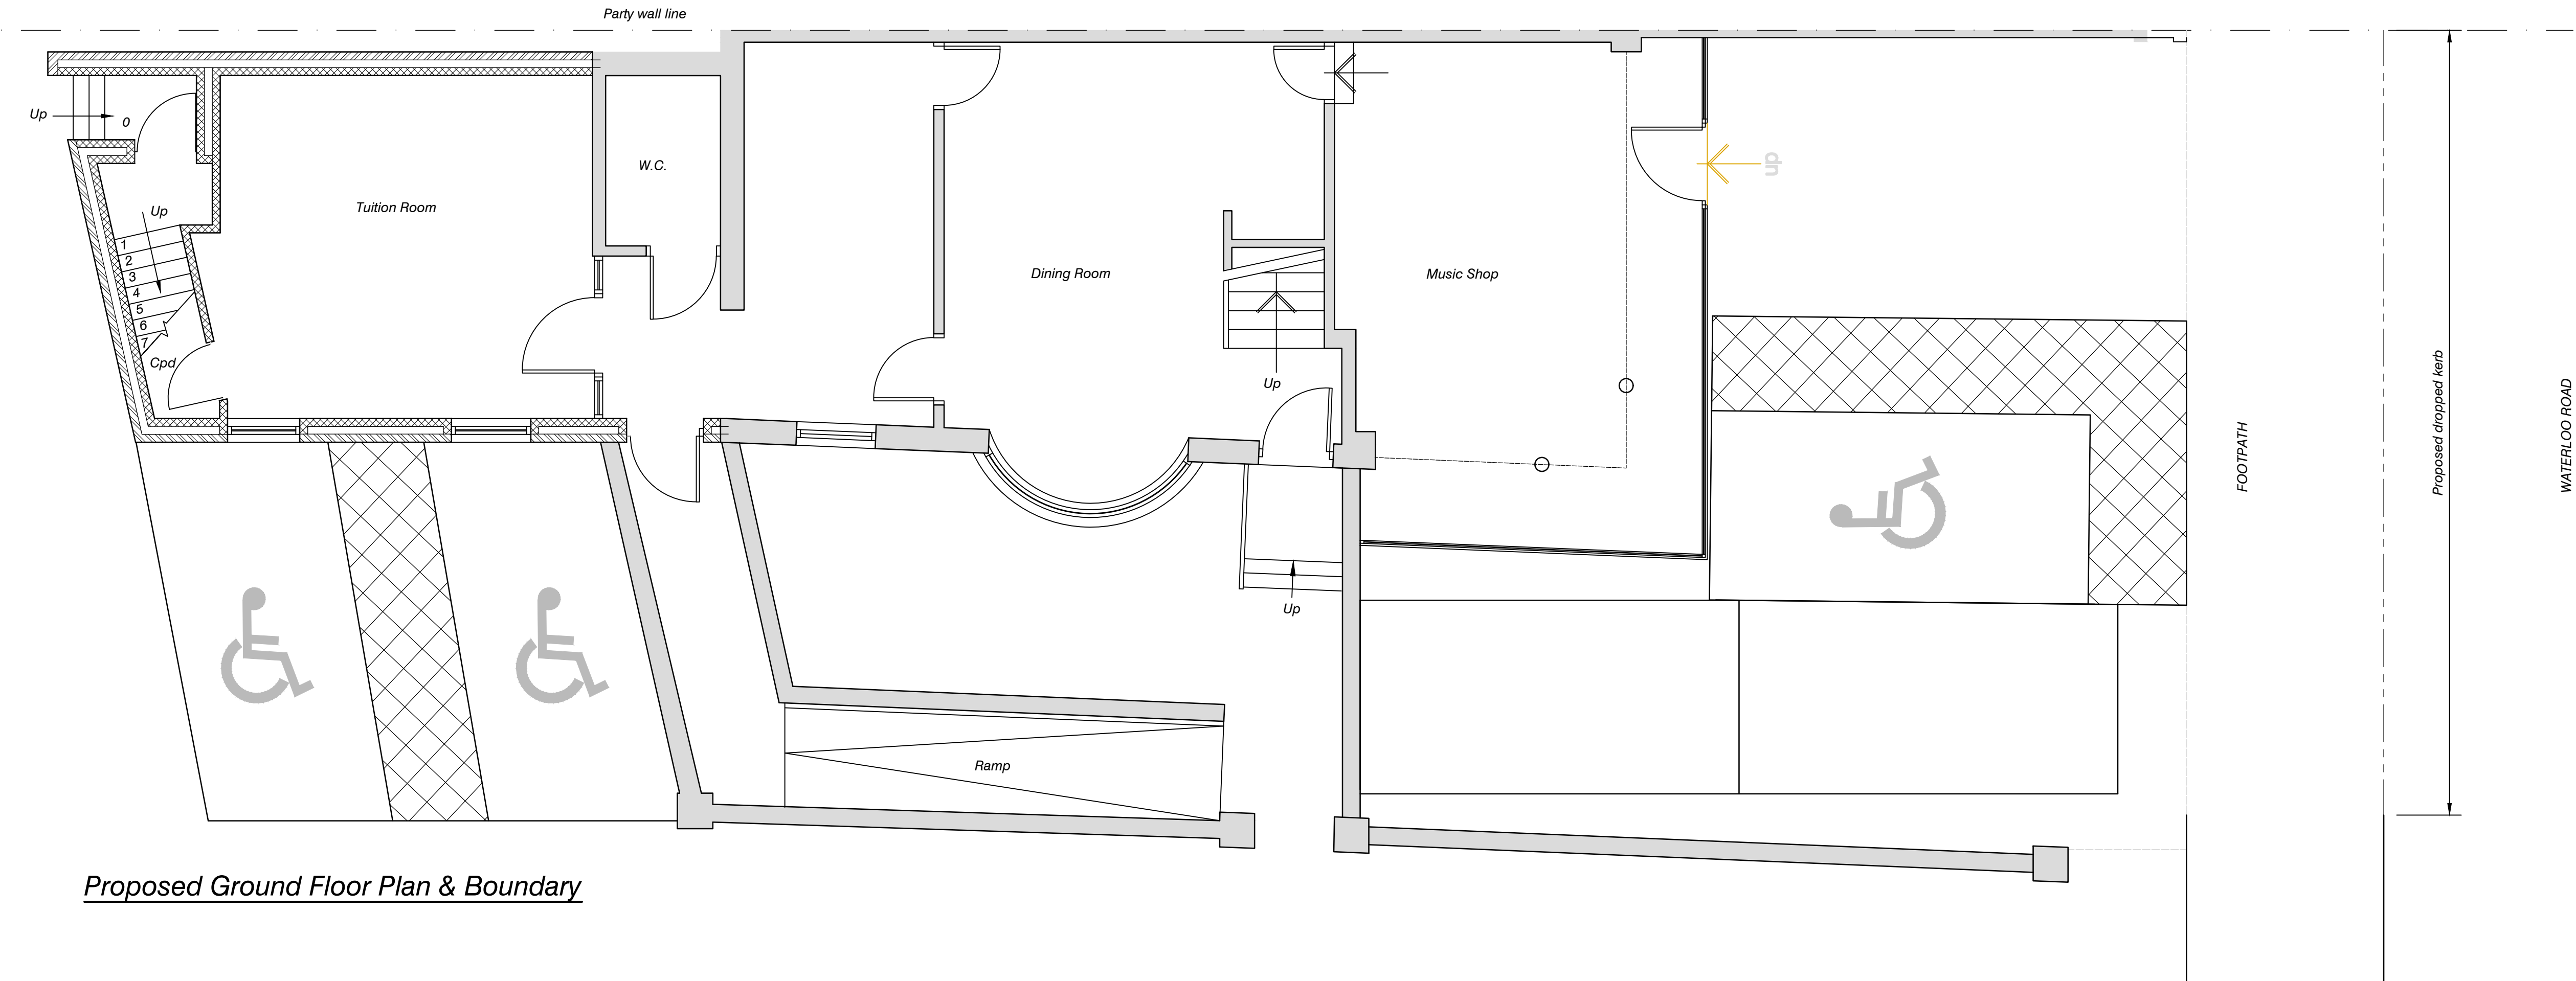 Party wall line
Up
0
Up
1
2
3
4
5
6
7
Cpd
Tuition Room
W.C.
Dining Room
Up
Up
Music Shop
up
Ramp
FOOTPATH
Proposed dropped kerb
WATERLOO ROAD
Proposed Ground Floor Plan & Boundary